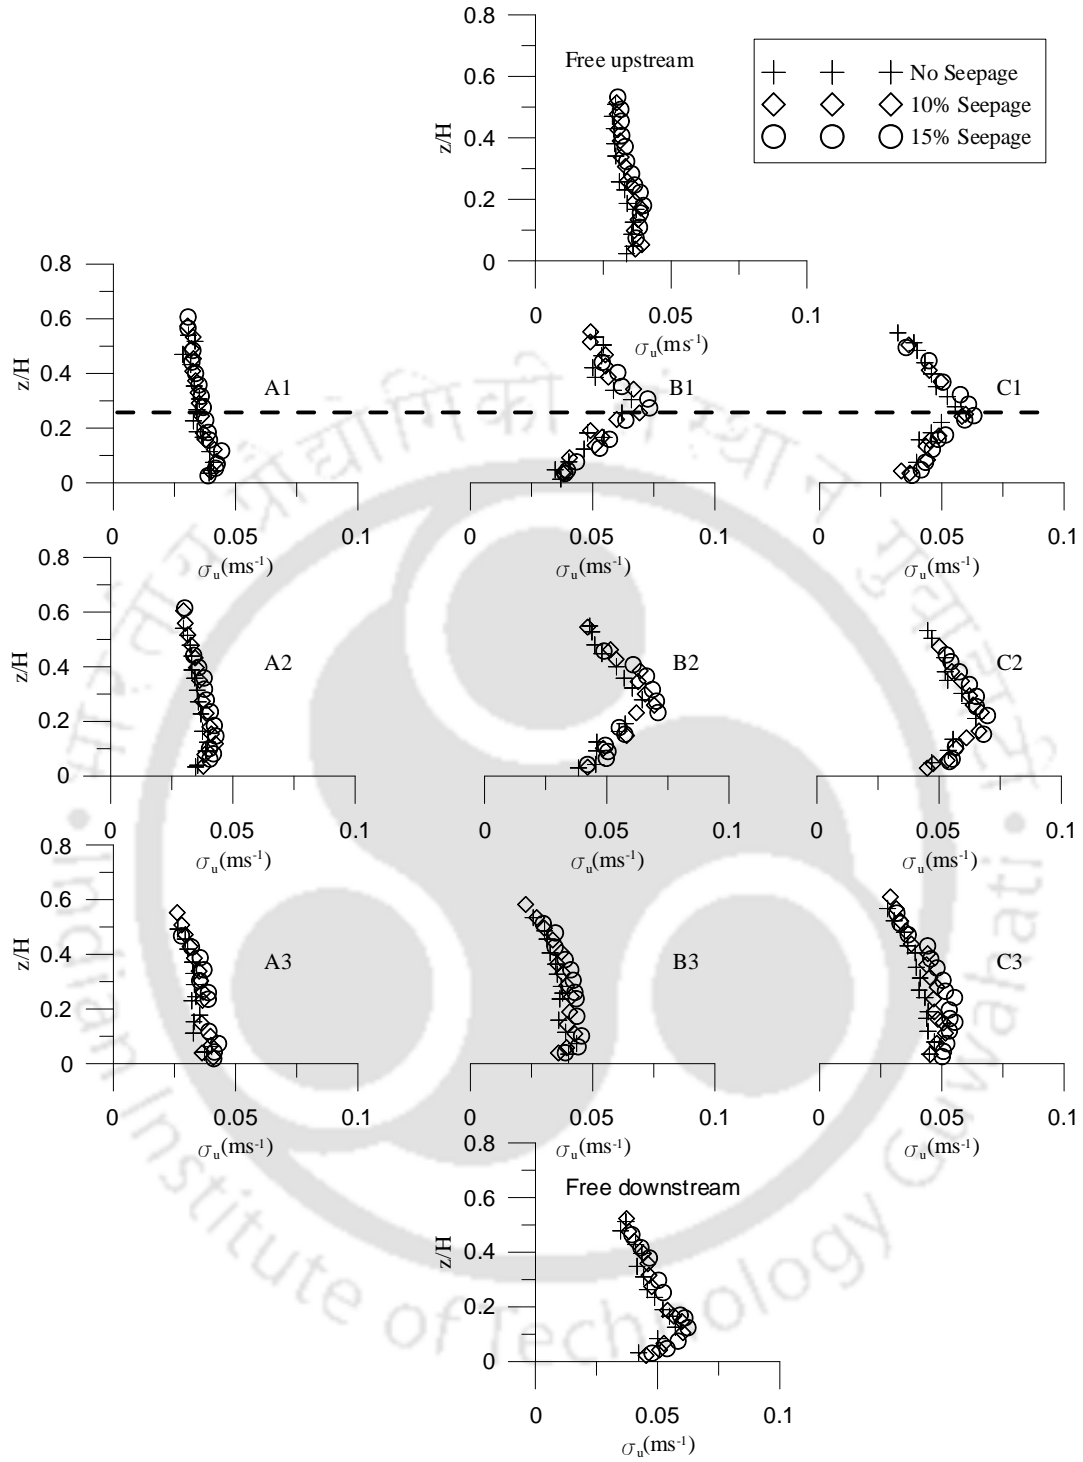 0.8
Free upstream
No Seepage
10% Seepage
15% Seepage
0.6
z/H
0.4
0.2
0
0 0.05 0.1
σu(ms-1)
0.8
0.6
z/H
0.4
0.2
0
A1 B1 C1
0 0.05 0.1 0 0.05 0.1 0 0.05 0.1
σu(ms-1) σu(ms-1) σu(ms-1)
0.8
0.6
z/H
0.4
0.2
0
A2 B2 C2
0 0.05 0.1 0 0.05 0.1 0 0.05 0.1
σu(ms-1) σu(ms-1) σu(ms-1)
0.8
0.6
z/H
0.4
0.2
0
A3 B3 C3
0 0.05 0.1 0 0.05 0.1 0 0.05 0.1
σu(ms-1) σu(ms-1) σu(ms-1)
0.8
Free downstream
0.6
z/H
0.4
0.2
0
0 0.05 0.1
σu(ms-1)
Indian Institute of Technology Guwahati